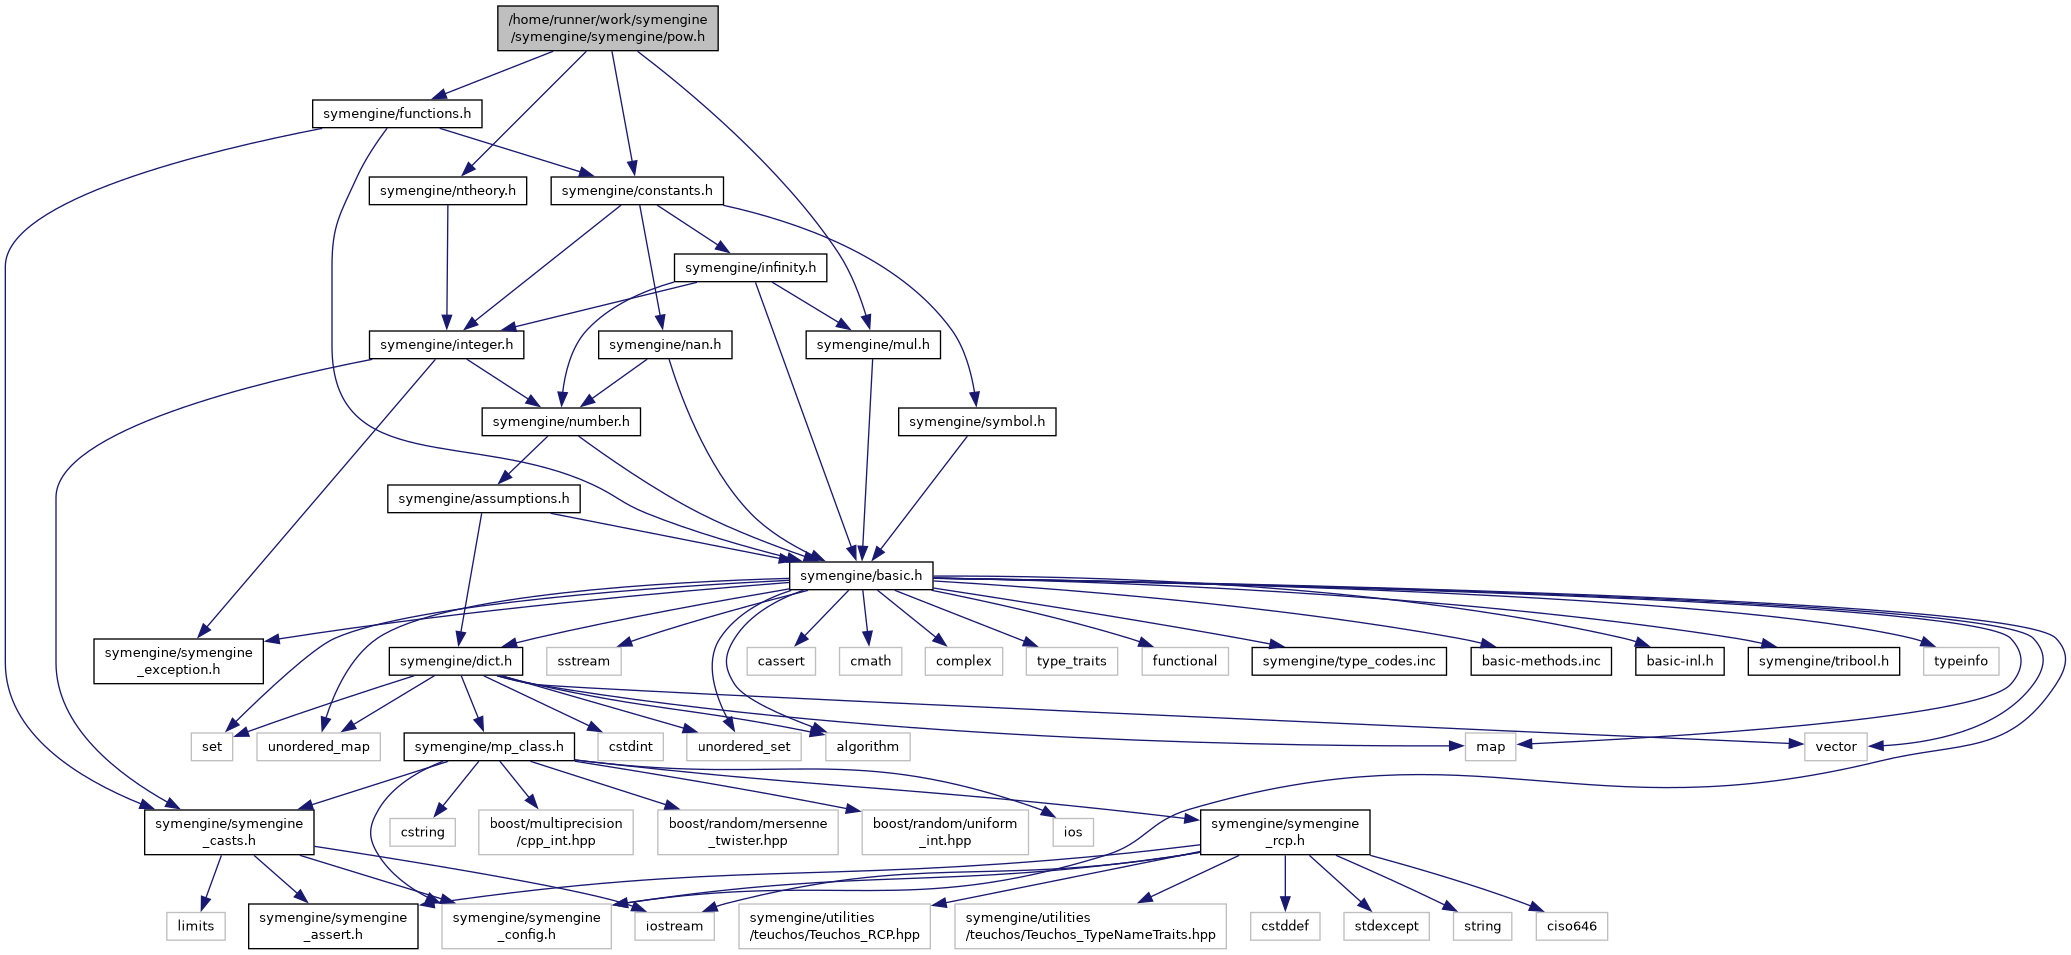 /home/runner/work/symengine
/symengine/symengine/pow.h
symengine/functions.h
symengine/ntheory.h
symengine/constants.h
symengine/infinity.h
symengine/integer.h
symengine/nan.h
symengine/mul.h
symengine/number.h
symengine/symbol.h
symengine/assumptions.h
symengine/basic.h
symengine/symengine
_exception.h
symengine/dict.h
sstream
cassert
cmath
complex
type_traits
functional
symengine/type_codes.inc
basic-methods.inc
basic-inl.h
symengine/tribool.h
typeinfo
set
unordered_map
symengine/mp_class.h
cstdint
unordered_set
algorithm
map
vector
symengine/symengine
_casts.h
cstring
boost/multiprecision
/cpp_int.hpp
boost/random/mersenne
_twister.hpp
boost/random/uniform
_int.hpp
ios
symengine/symengine
_rcp.h
limits
symengine/symengine
_assert.h
symengine/symengine
_config.h
iostream
symengine/utilities
/teuchos/Teuchos_RCP.hpp
symengine/utilities
/teuchos/Teuchos_TypeNameTraits.hpp
cstddef
stdexcept
string
ciso646